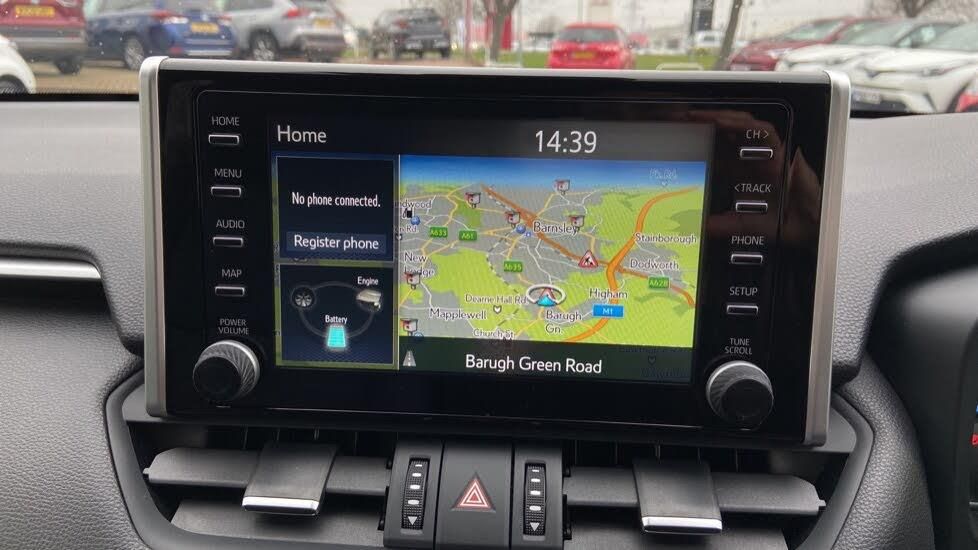 HOME
MENU
AUDIO
MAP
POWER
VOLUME
Home
14:39
No phone connected.
Register phone
Engine
Battery
A633
A61
Barnsley
Stainborough
New
A635
Dodworth
A628
Dearne Hall Rd
Higham
Mapplewell
Barugh
Gn.
M1
Church St.
Barugh Green Road
CH >
< TRACK
PHONE
SETUP
TUNE
SCROLL